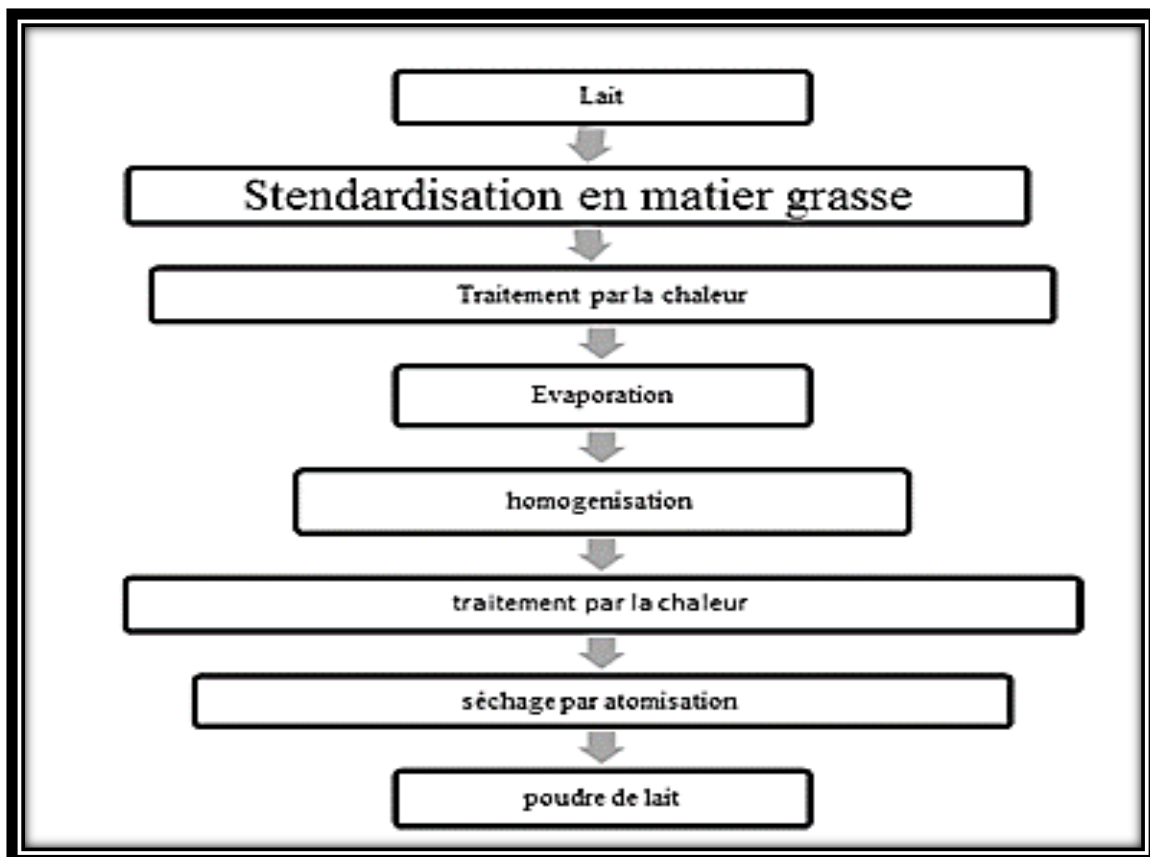 Lait
Stendardisation en matier grasse
Traitement par la chaleur
Evaporation
homogenisation
traitement par la chaleur
séchage par atomisation
poudre de lait